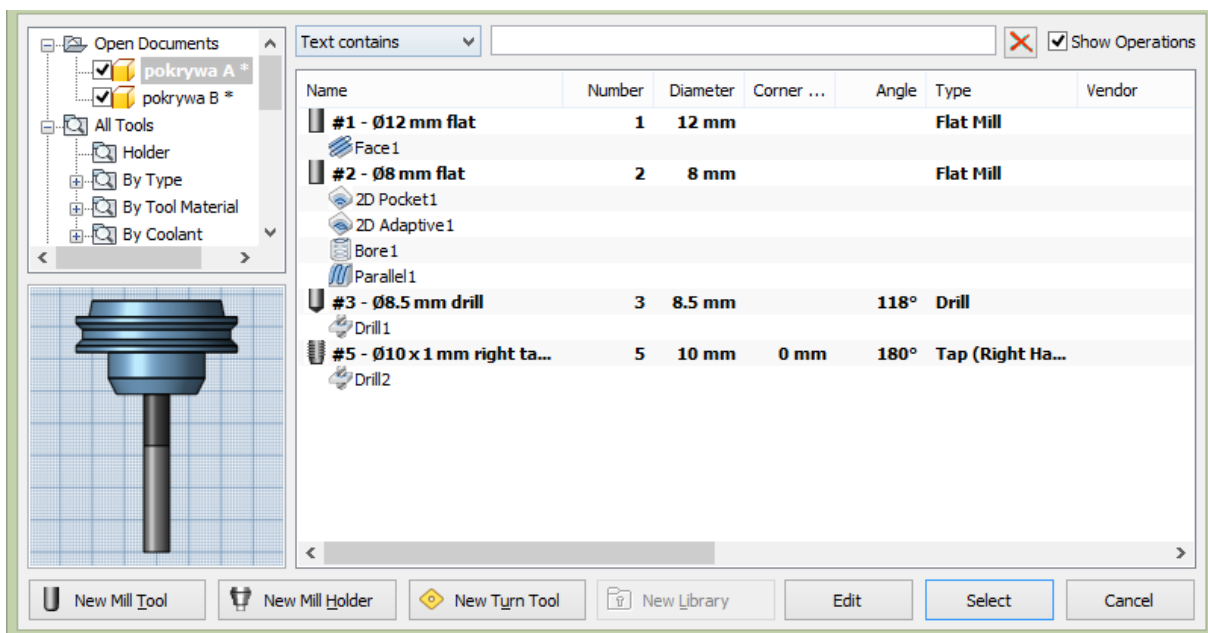 Open Documents
pokrywa A *
pokrywa B *
All Tools
Holder
By Type
By Tool Material
By Coolant
Text contains
Show Operations
Name Number Diameter Corner ... Angle Type Vendor
#1 - Ø12 mm flat 1 12 mm Flat Mill
Face1
#2 - Ø8 mm flat 2 8 mm Flat Mill
2D Pocket1
2D Adaptive1
Bore1
Parallel1
#3 - Ø8.5 mm drill 3 8.5 mm 118° Drill
Drill1
#5 - Ø10 x 1 mm right ta... 5 10 mm 0 mm 180° Tap (Right Ha...
Drill2
New Mill Tool New Mill Holder New Turn Tool New Library Edit Select Cancel